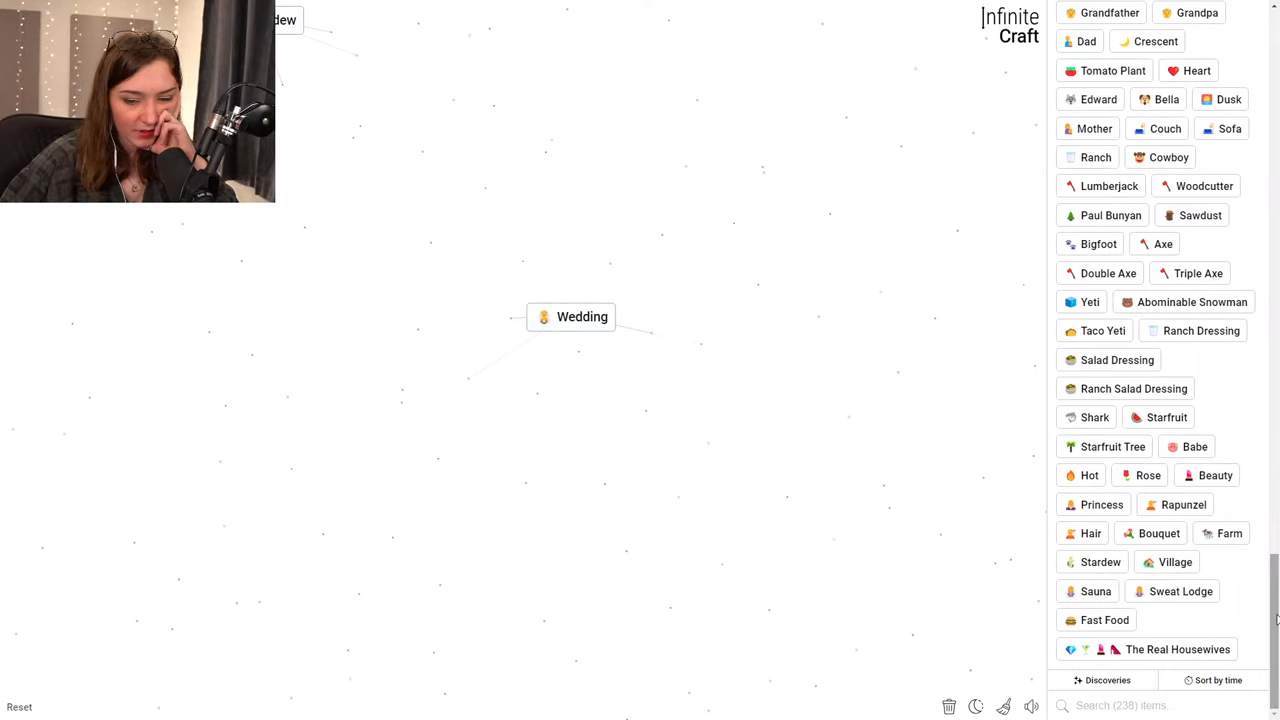 dew
Infinite
Craft
Wedding
Grandfather Grandpa
Dad Crescent
Tomato Plant Heart
Edward Bella Dusk
Mother Couch Sofa
Ranch Cowboy
Lumberjack Woodcutter
Paul Bunyan Sawdust
Bigfoot Axe
Double Axe Triple Axe
Yeti Abominable Snowman
Taco Yeti Ranch Dressing
Salad Dressing
Ranch Salad Dressing
Shark Starfruit
Starfruit Tree Babe
Hot Rose Beauty
Princess Rapunzel
Hair Bouquet Farm
Stardew Village
Sauna Sweat Lodge
Fast Food
The Real Housewives
Discoveries Sort by time
Search (238) items...
Reset